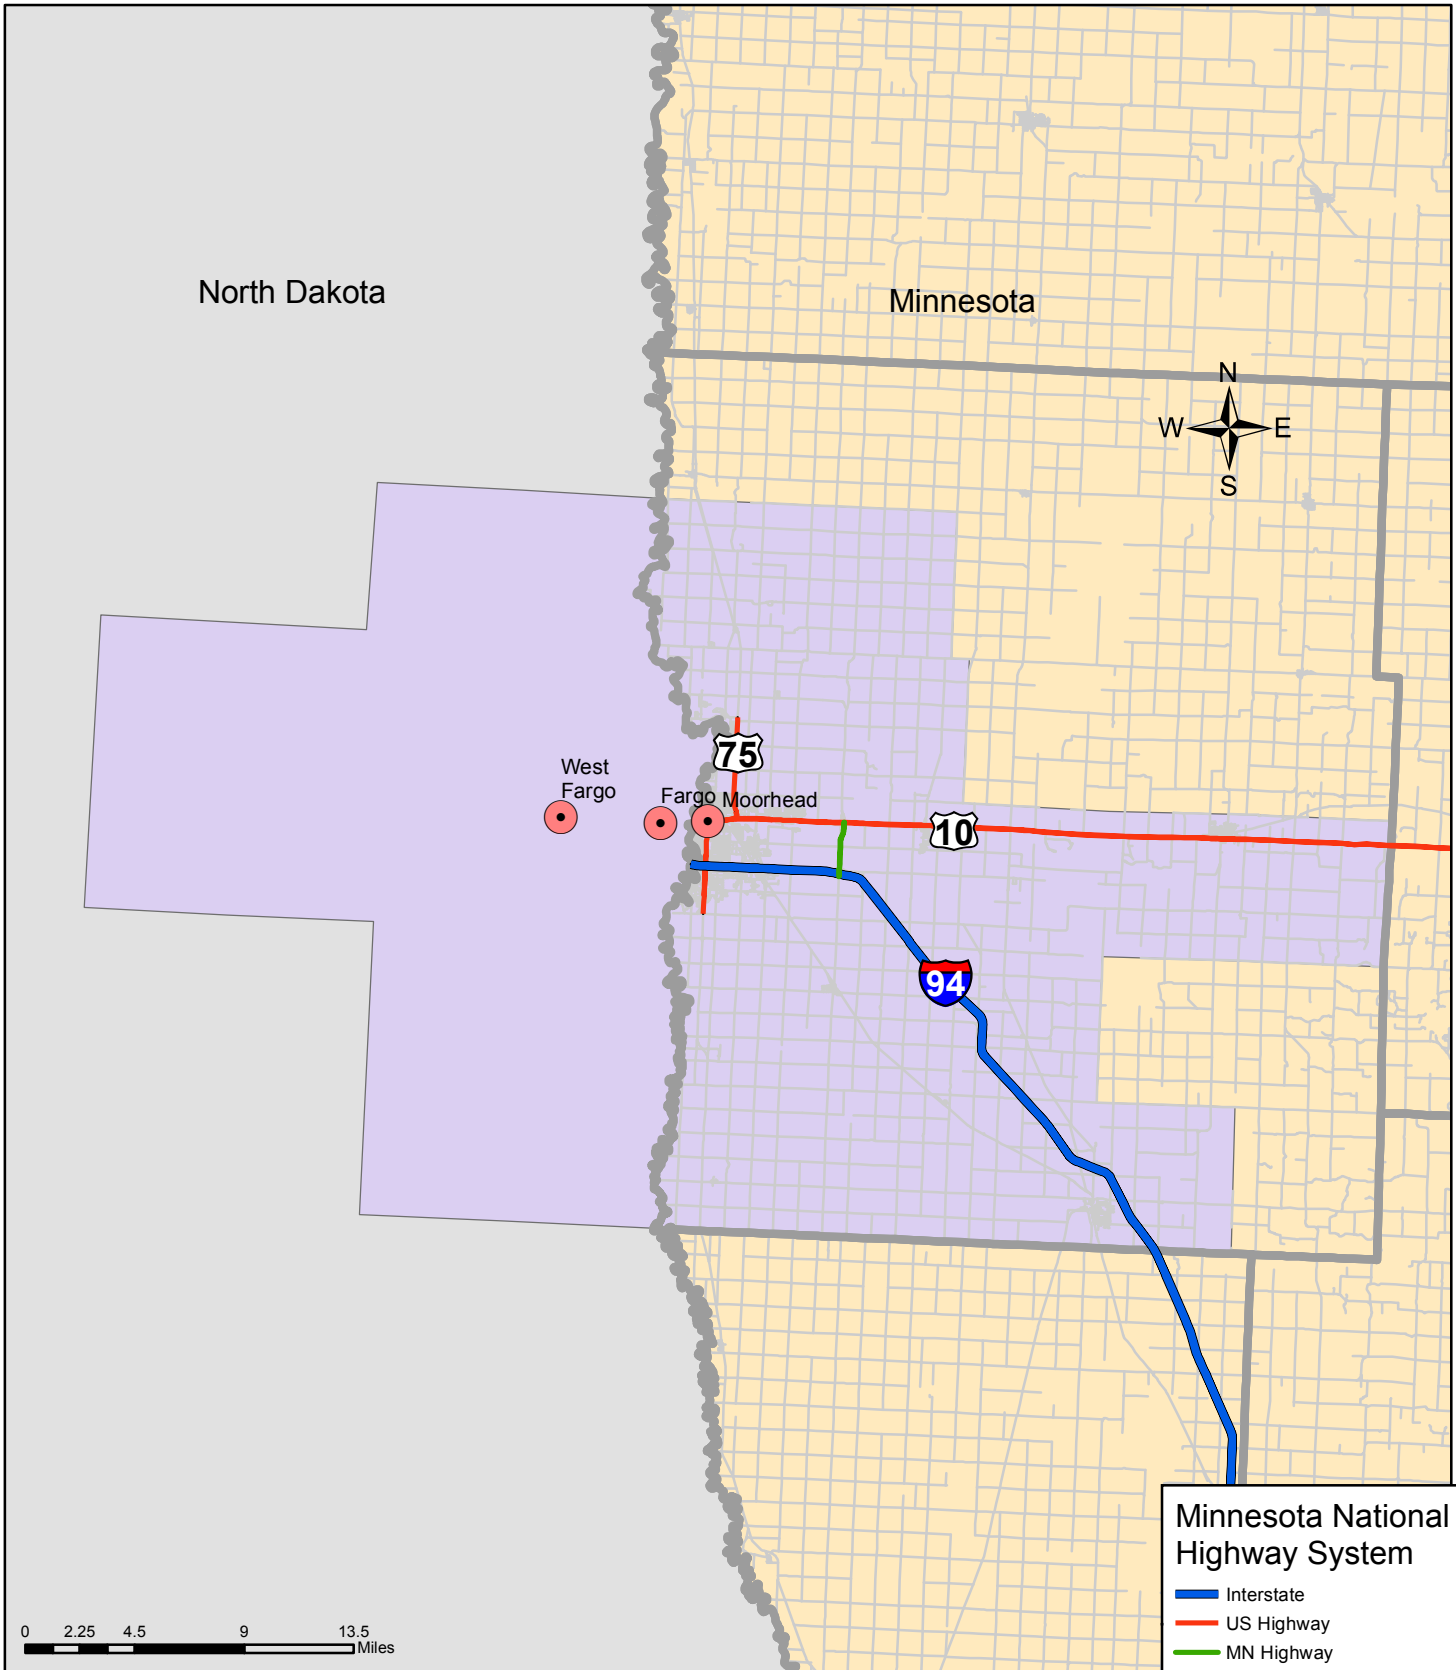 North Dakota
Minnesota
N
W
E
S
75
West
Fargo
Fargo
Moorhead
10
94
Minnesota National
Highway System
Interstate
US Highway
MN Highway
0 2.25 4.5 9 13.5
Miles